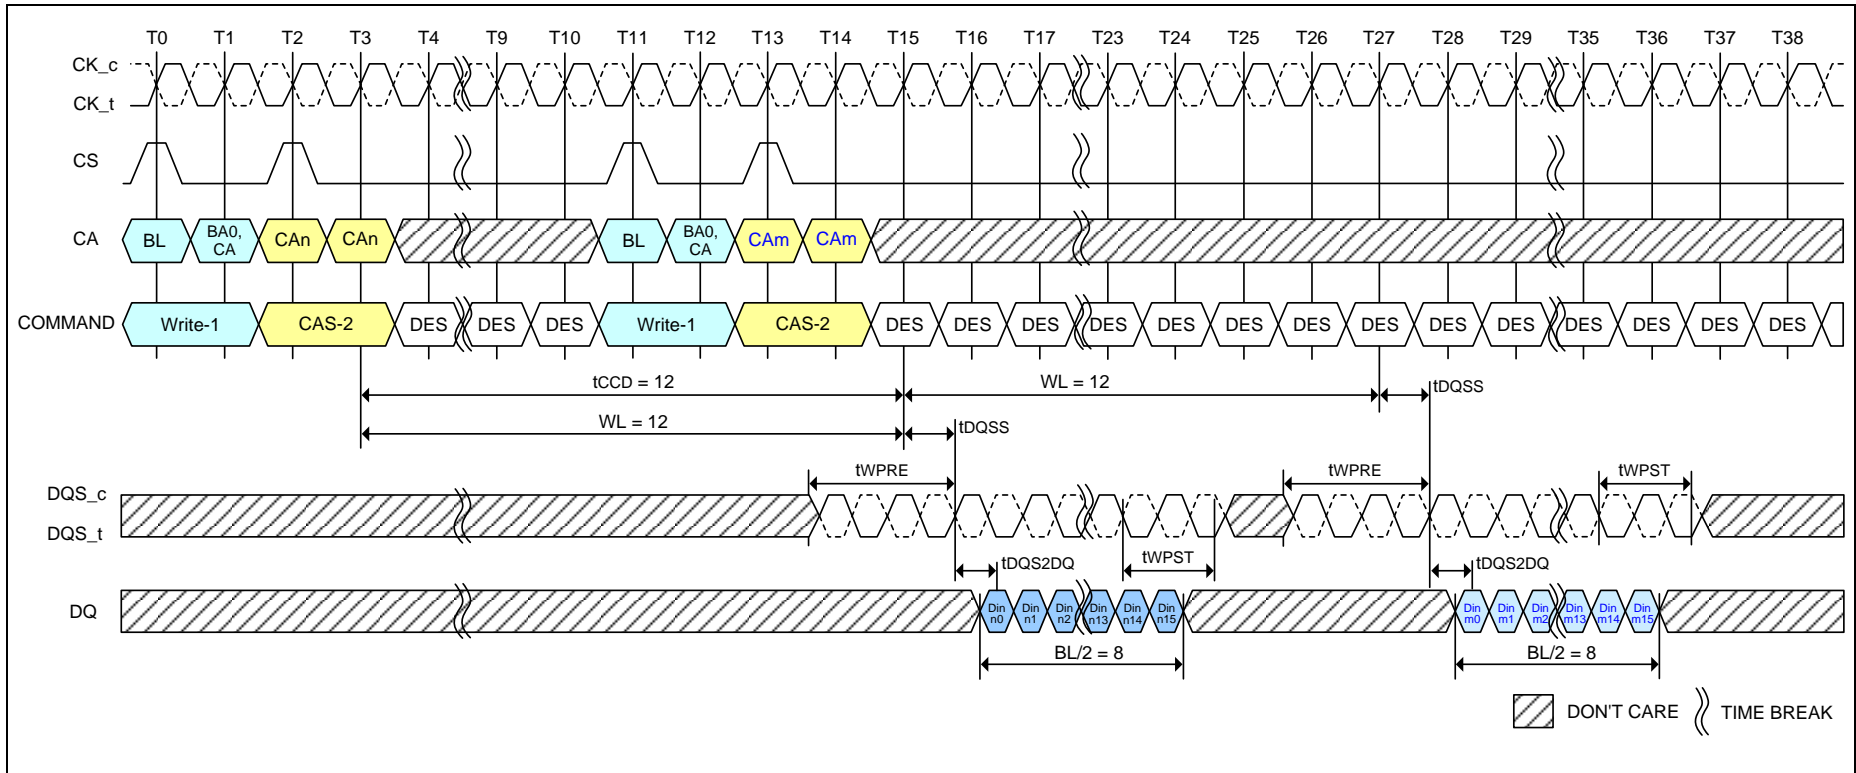 T0 T1 T2 T3 T4 T9 T10 T11 T12 T13 T14 T15 T16 T17 T23 T24 T25 T26 T27 T28 T29 T35 T36 T37 T38
CK_c
CK_t
CS
CA BL BA0, CA CAn CAn BL BA0, CA CAm CAm
COMMAND Write-1 CAS-2 DES DES DES Write-1 CAS-2 DES DES DES DES DES DES DES DES DES DES DES DES DES DES
tCCD = 12 WL = 12 tDQSS
WL = 12 tDQSS
tWPRE tWPRE tWPST
DQS_c
DQS_t
tDQS2DQ tWPST tDQS2DQ
DQ Din n0 Din n1 Din n2 Din n13 Din n14 Din n15 Din m0 Din m1 Din m2 Din m13 Din m14 Din m15
BL/2 = 8 BL/2 = 8
DON'T CARE TIME BREAK